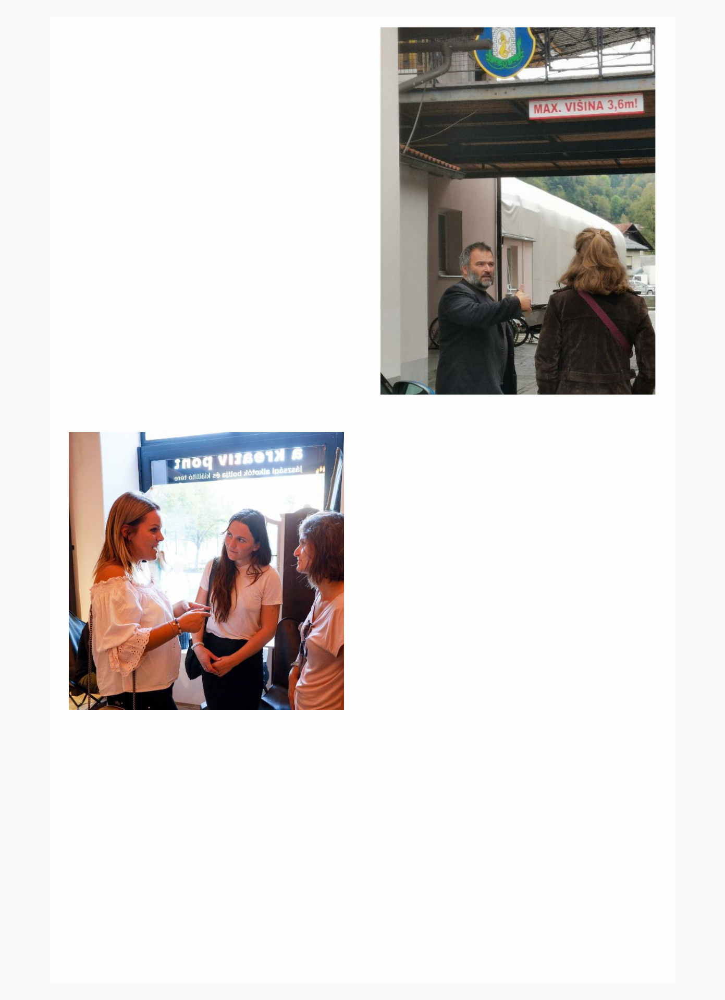 MAX. VIŠINA 3,6m!
a kreatív pont
jászsági alkotók boltja és kiállító tere